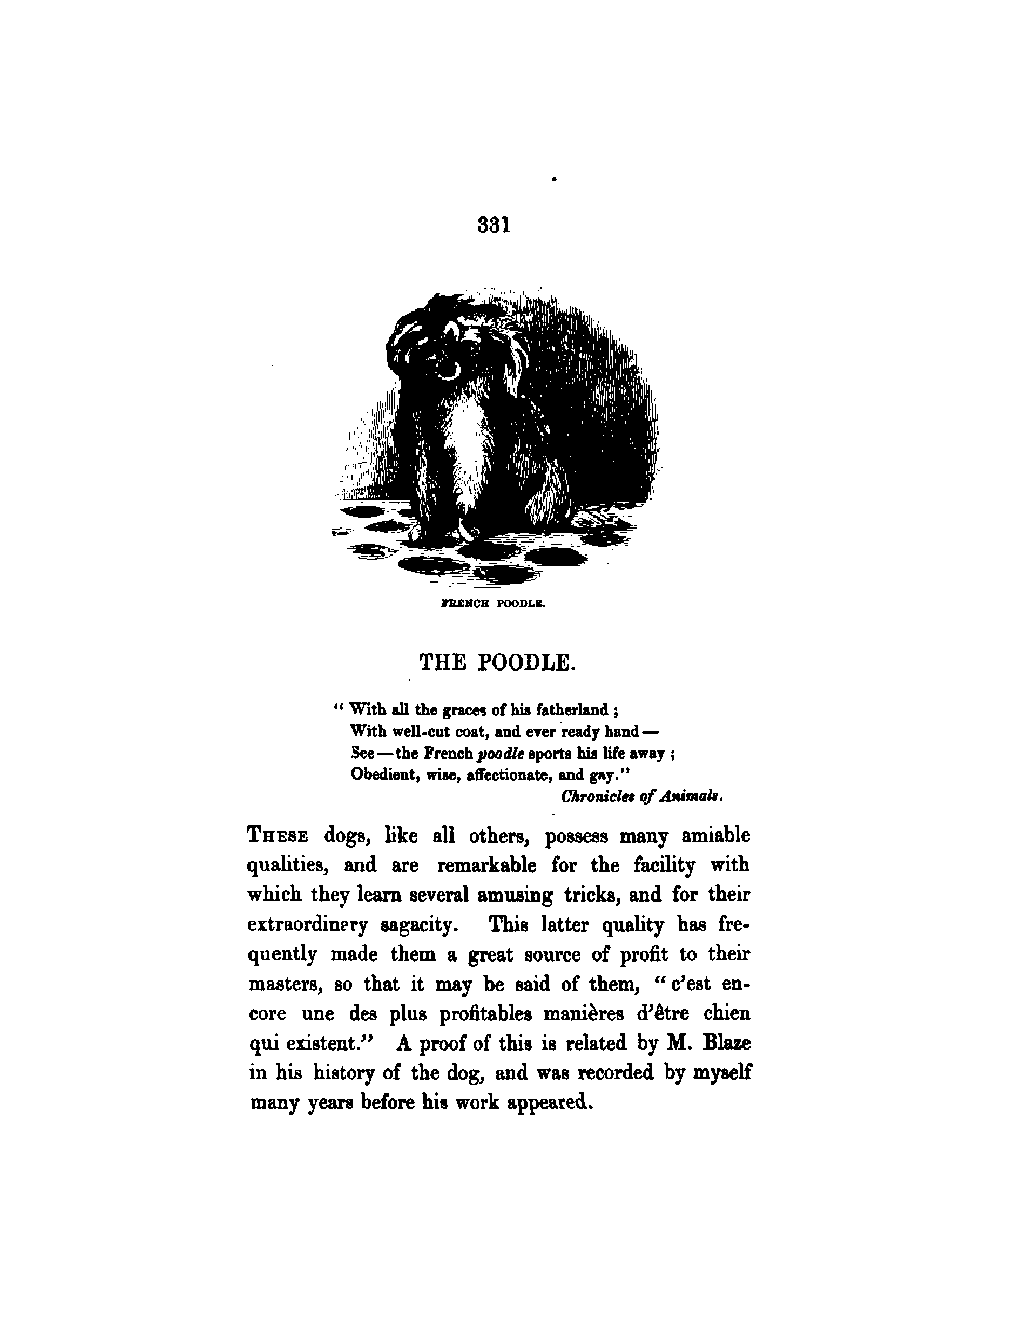 331
FRENCH POODLE.
THE POODLE.
“ With all the graces of his fatherland ;
With well-cut coat, and ever ready hand—
See—the French poodle sports his life away ;
Obedient, wise, affectionate, and gay.”
Chronicles of Animals.
THESE dogs, like all others, possess many amiable
qualities, and are remarkable for the facility with
which they learn several amusing tricks, and for their
extraordinery sagacity. This latter quality has fre-
quently made them a great source of profit to their
masters, so that it may be said of them, “ c’est en-
core une des plus profitables manières d’être chien
qui existent.” A proof of this is related by M. Blaze
in his history of the dog, and was recorded by myself
many years before his work appeared.